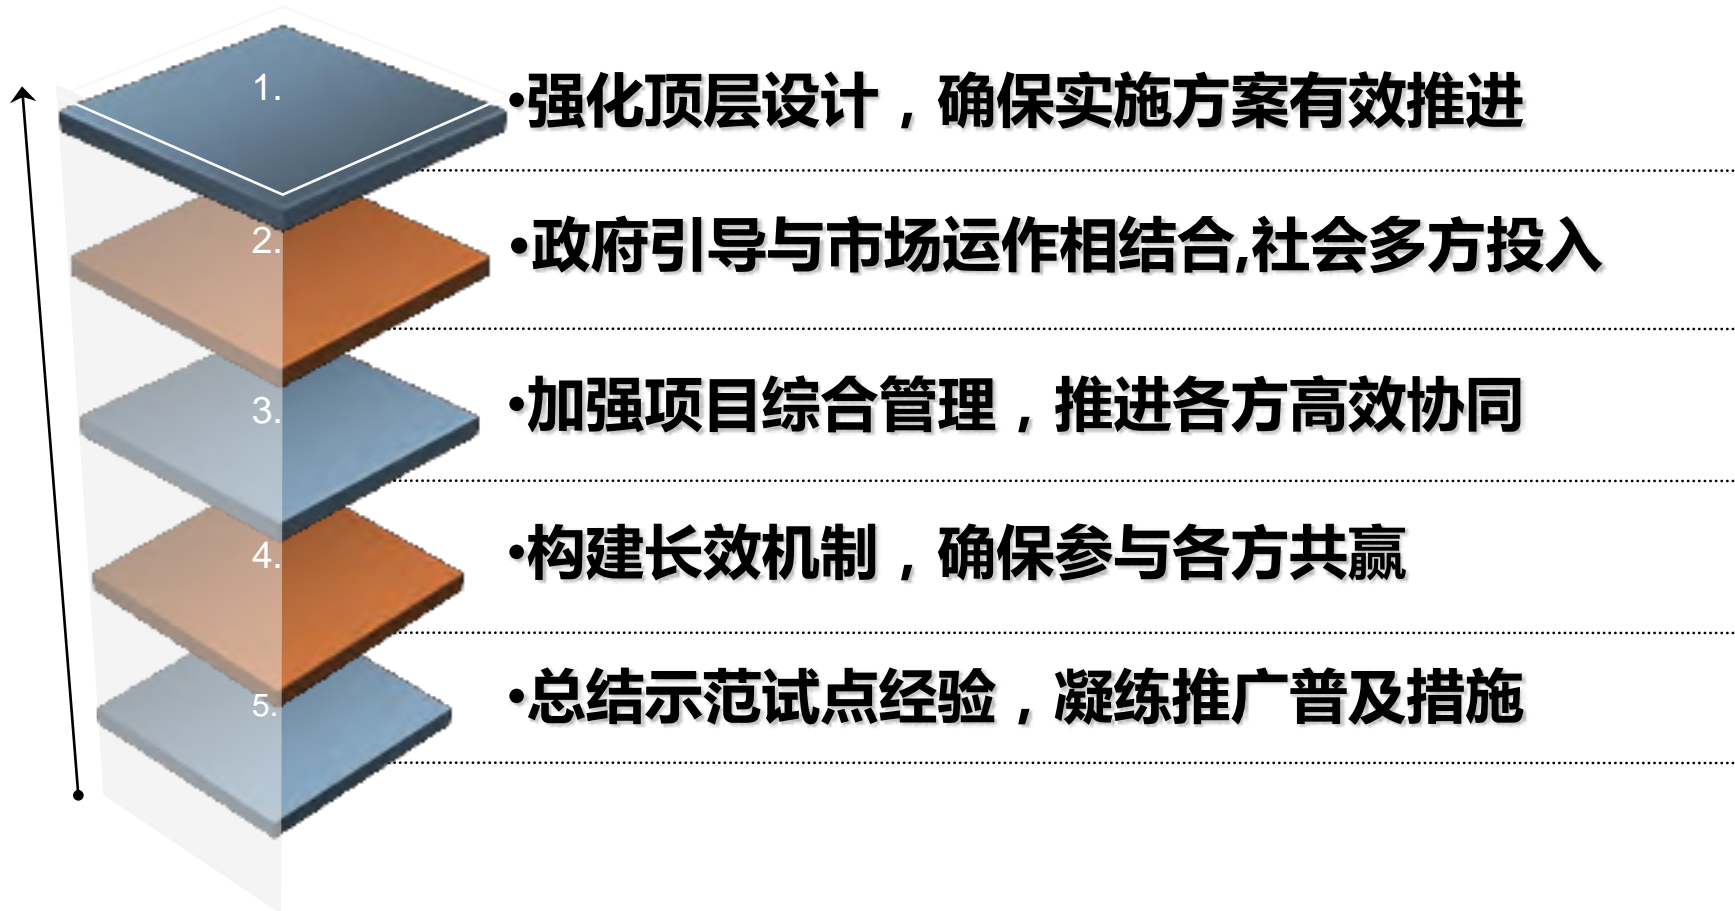 1.
•强化顶层设计，确保实施方案有效推进
2.
•政府引导与市场运作相结合,社会多方投入
3.
•加强项目综合管理，推进各方高效协同
4.
•构建长效机制，确保参与各方共赢
5.
•总结示范试点经验，凝练推广普及措施